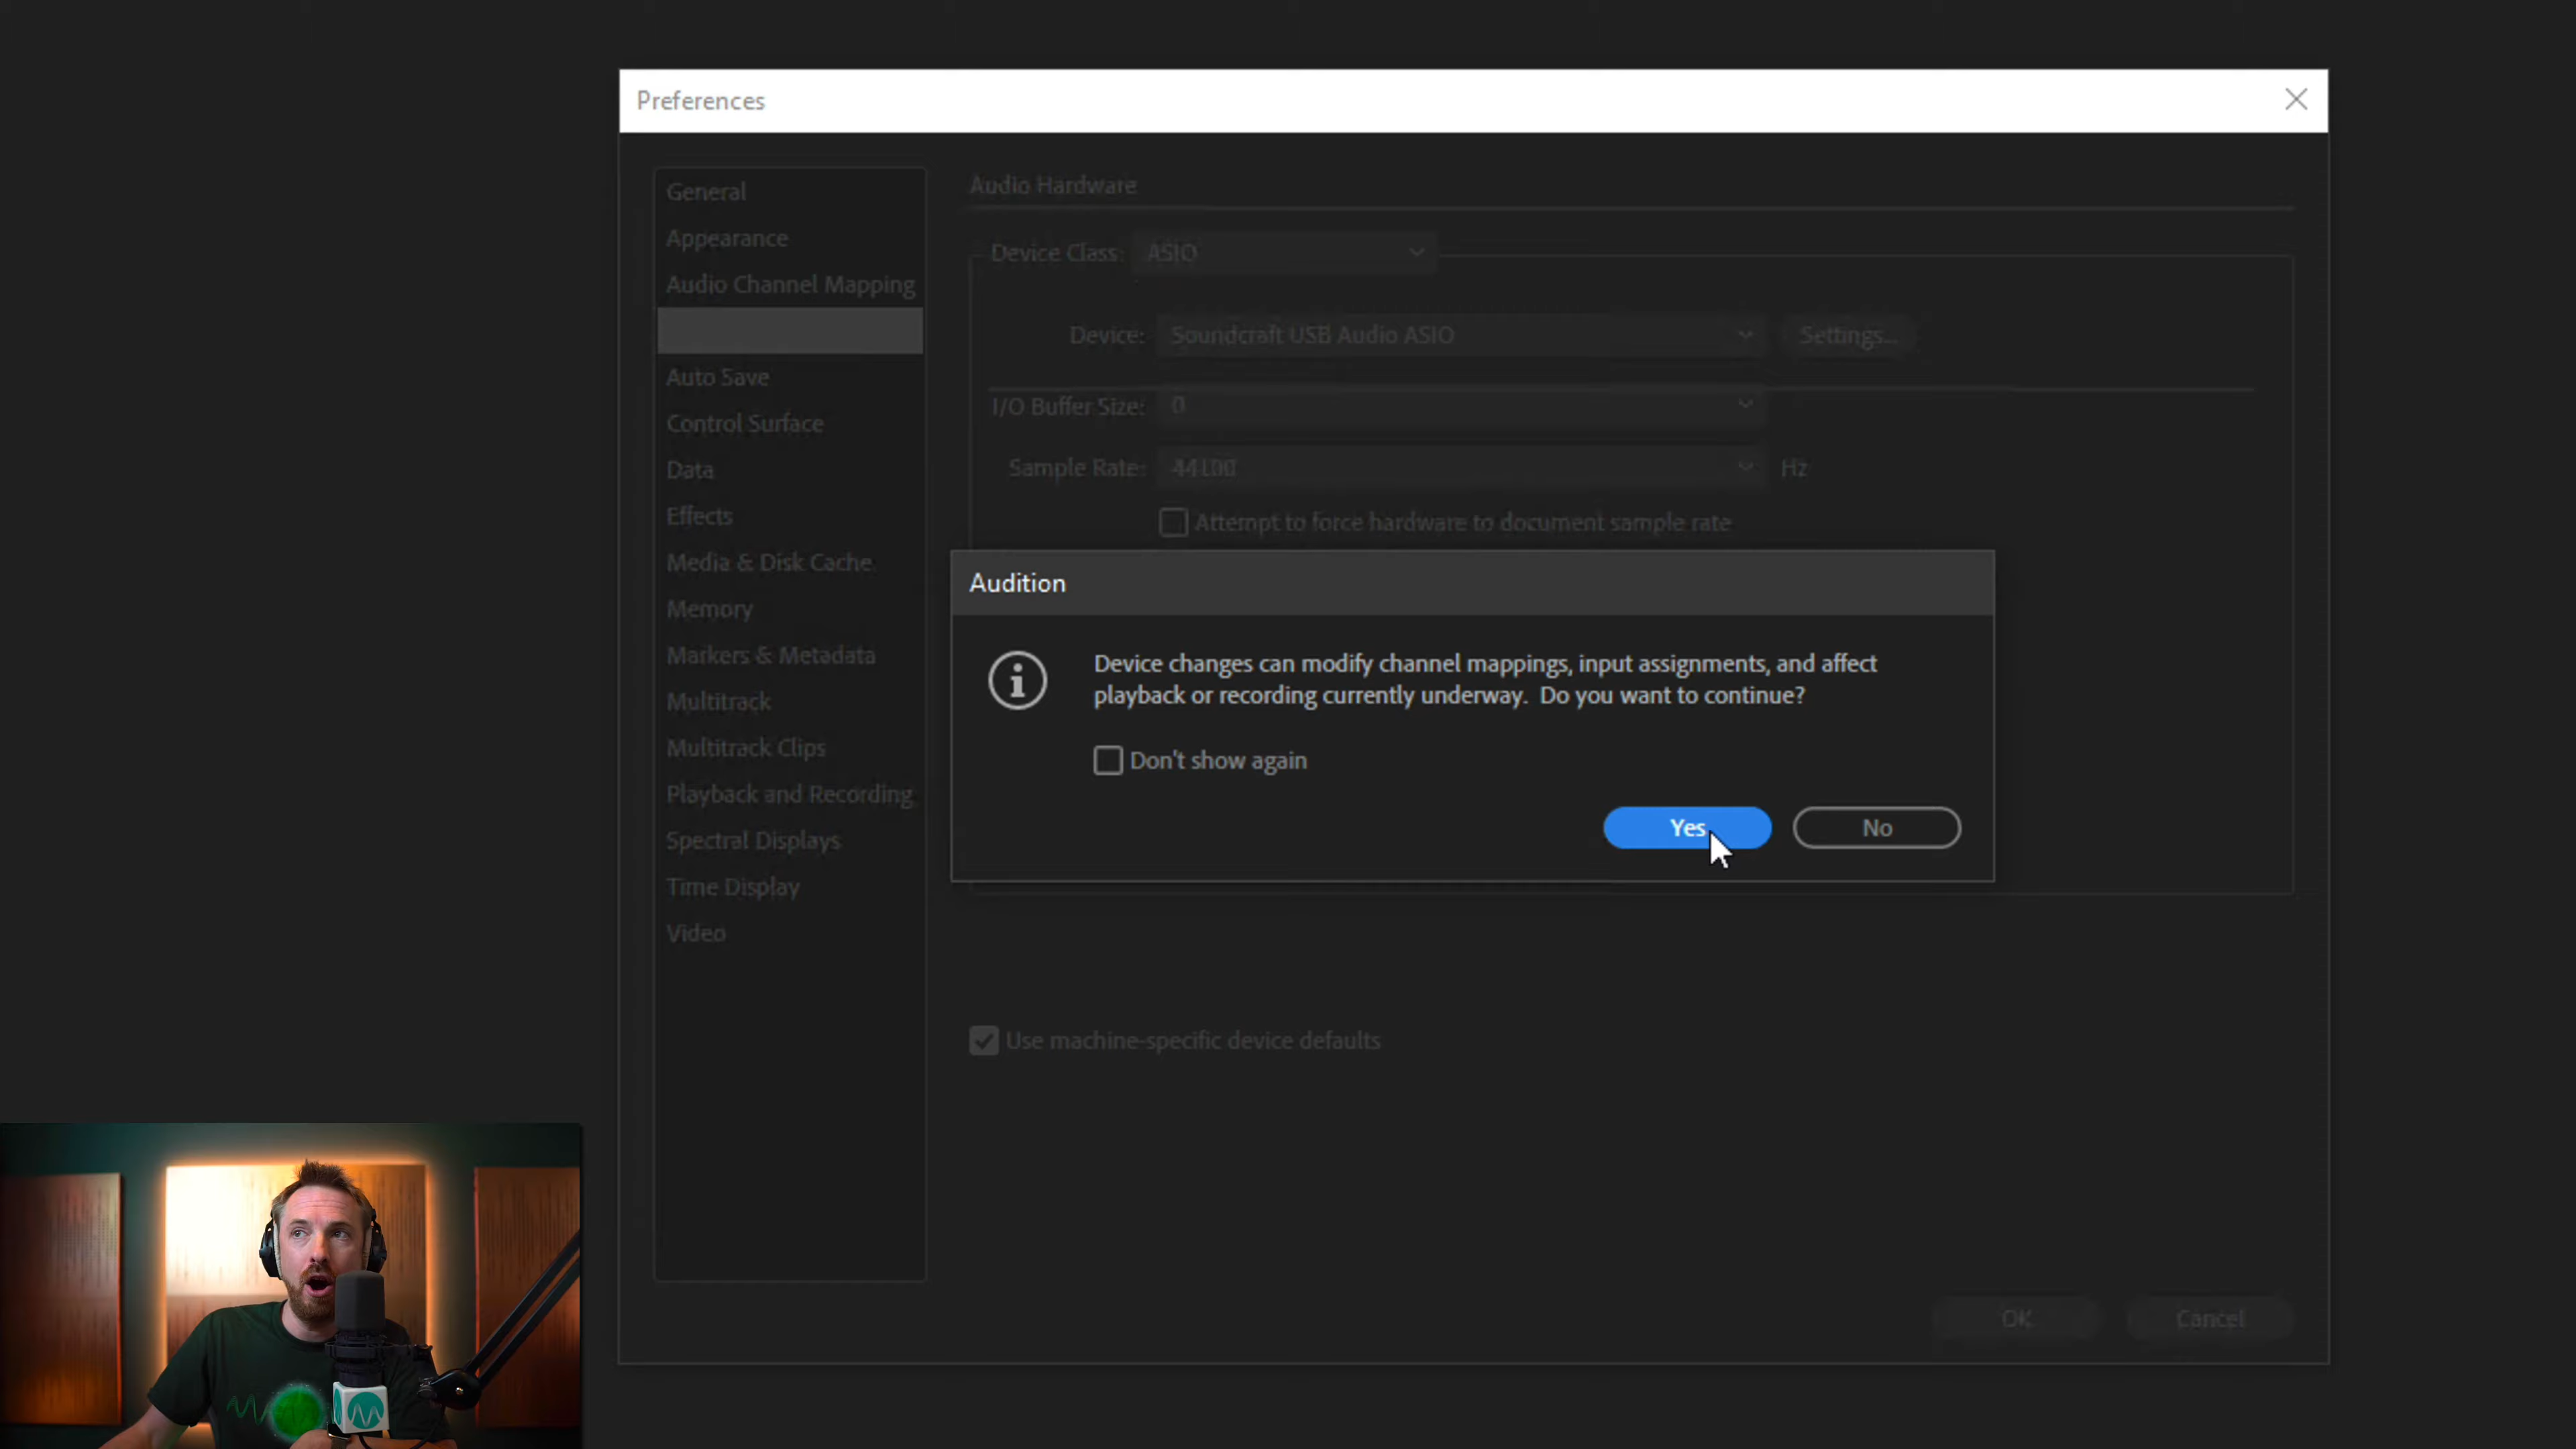 Preferences
General
Appearance
Audio Channel Mapping
Auto Save
Control Surface
Data
Effects
Media & Disk Cache
Memory
Markers & Metadata
Multitrack
Multitrack Clips
Playback and Recording
Spectral Displays
Time Display
Video
Audio Hardware
Device Class: ASIO
Device: Soundcraft USB Audio ASIO Settings...
I/O Buffer Size: 0
Sample Rate: 44100 Hz
Attempt to force hardware to document sample rate
Audition
Device changes can modify channel mappings, input assignments, and affect
playback or recording currently underway. Do you want to continue?
Don't show again
Yes No
Use machine-specific device defaults
OK Cancel